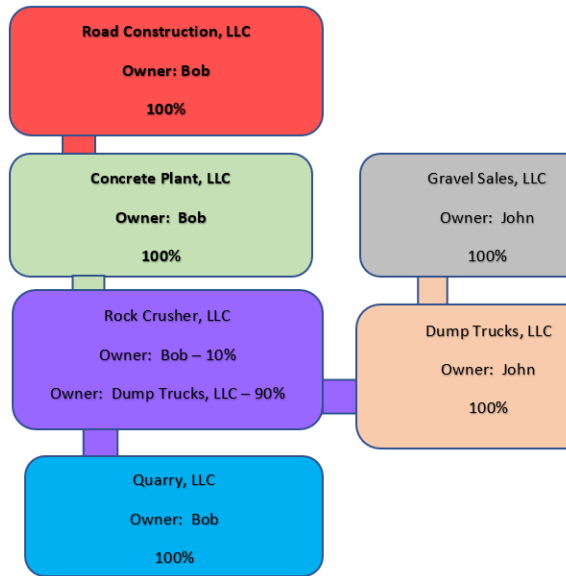 Road Construction, LLC
Owner: Bob
100%
Concrete Plant, LLC
Owner: Bob
100%
Gravel Sales, LLC
Owner: John
100%
Rock Crusher, LLC
Owner: Bob – 10%
Owner: Dump Trucks, LLC – 90%
Dump Trucks, LLC
Owner: John
100%
Quarry, LLC
Owner: Bob
100%